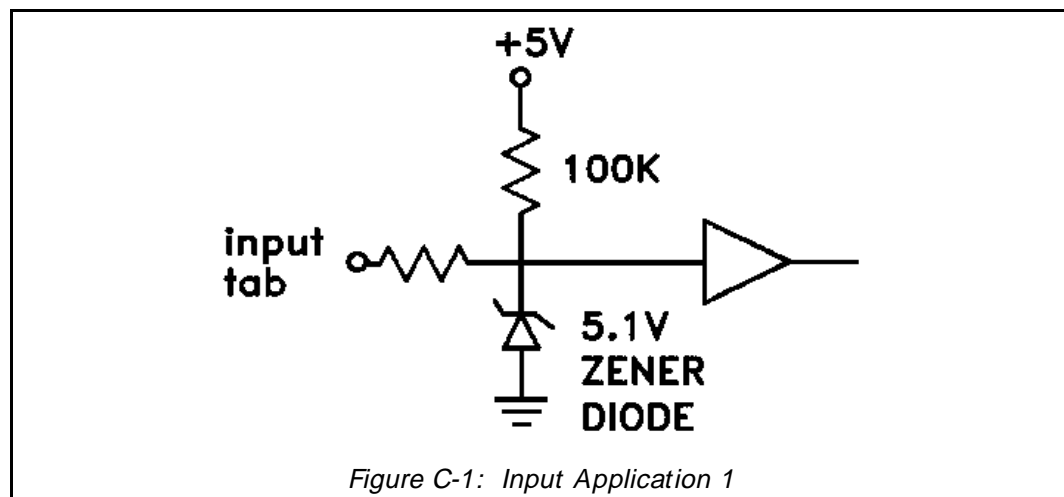 +5V
100K
input
tab
5.1V
ZENER
DIODE
Figure C-1: Input Application 1